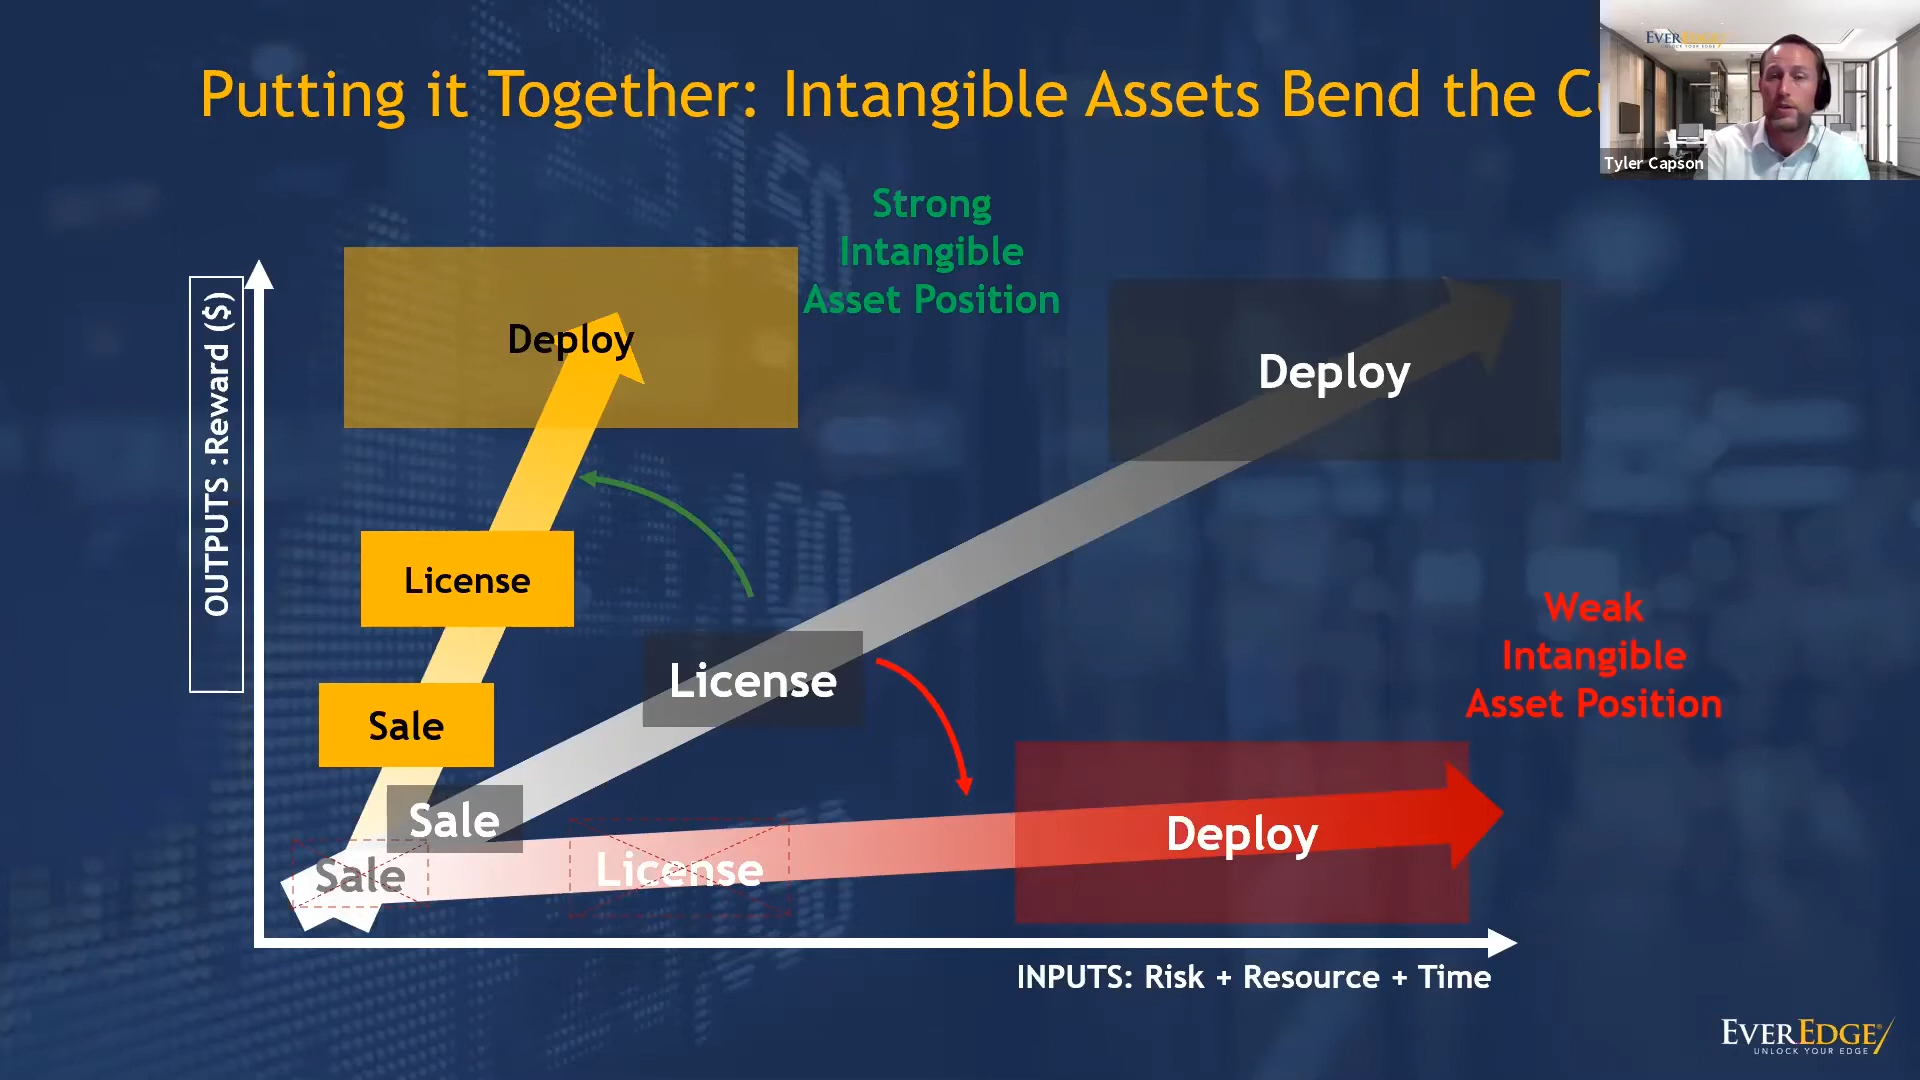 Putting it Together: Intangible Assets Bend the
EVEREDGE
Tyler Capson
Strong
Intangible
Asset Position
OUTPUTS :Reward ($)
Deploy
Deploy
License
Weak
Intangible
Asset Position
License
Sale
Sale
Deploy
License
Sale
INPUTS: Risk + Resource + Time
EVEREDGE®
UNLOCK YOUR EDGE